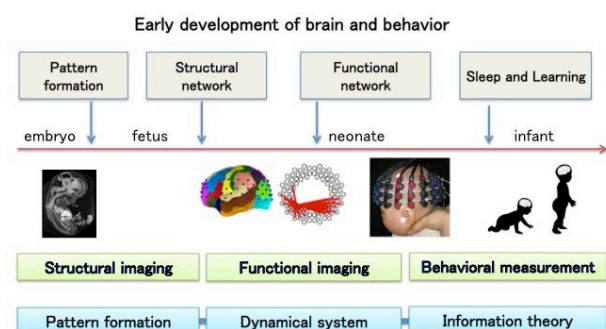 Early development of brain and behavior
Pattern
formation
Structural
network
Functional
network
Sleep and Learning
embryo
fetus
neonate
infant
Structural imaging
Functional imaging
Behavioral measurement
Pattern formation
Dynamical system
Information theory